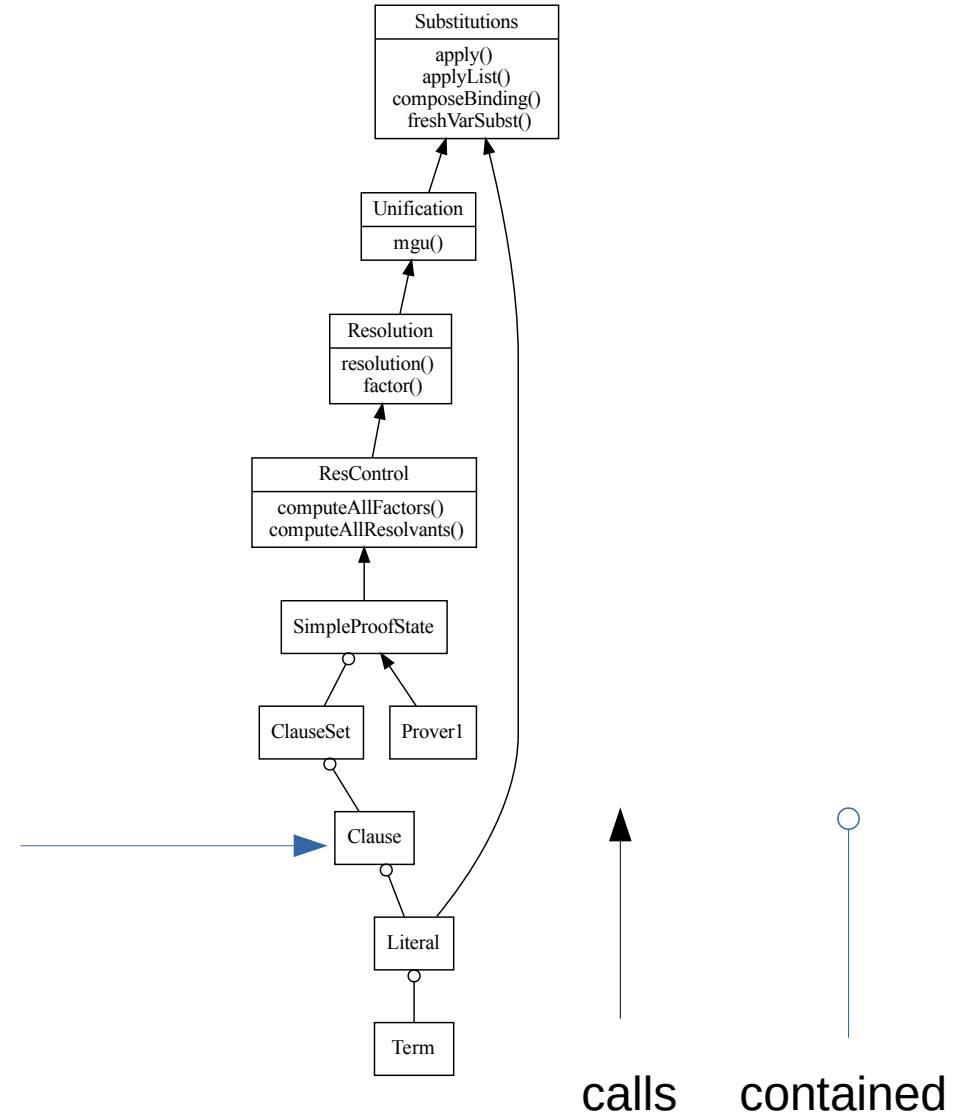 Substitutions
apply()
applyList()
composeBinding()
freshVarSubst()
Unification
mgu()
Resolution
resolution()
factor()
ResControl
computeAllFactors()
computeAllResolvants()
SimpleProofState
ClauseSet
Prover1
Clause
Literal
Term
calls
contained